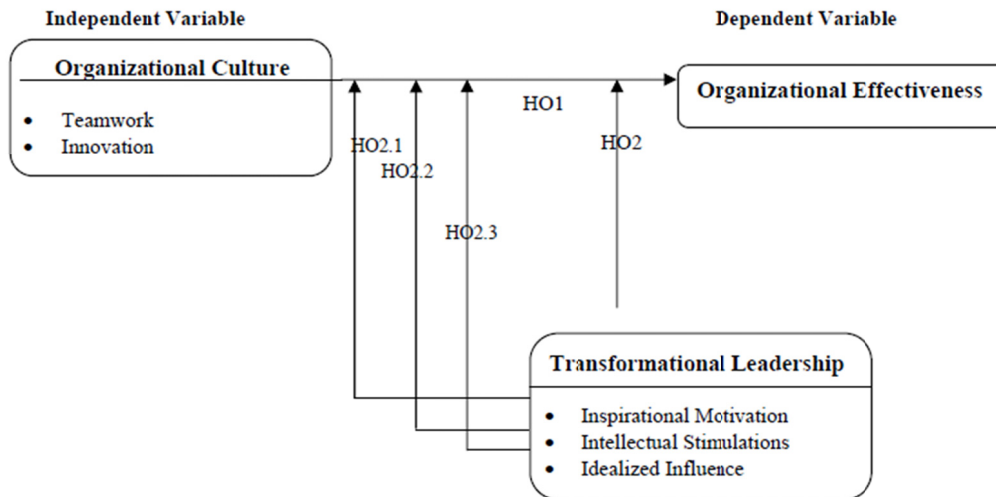 Independent Variable
Dependent Variable
Organizational Culture
• Teamwork
• Innovation
Organizational Effectiveness
HO1
HO2.1
HO2
HO2.2
HO2.3
Transformational Leadership
• Inspirational Motivation
• Intellectual Stimulations
• Idealized Influence